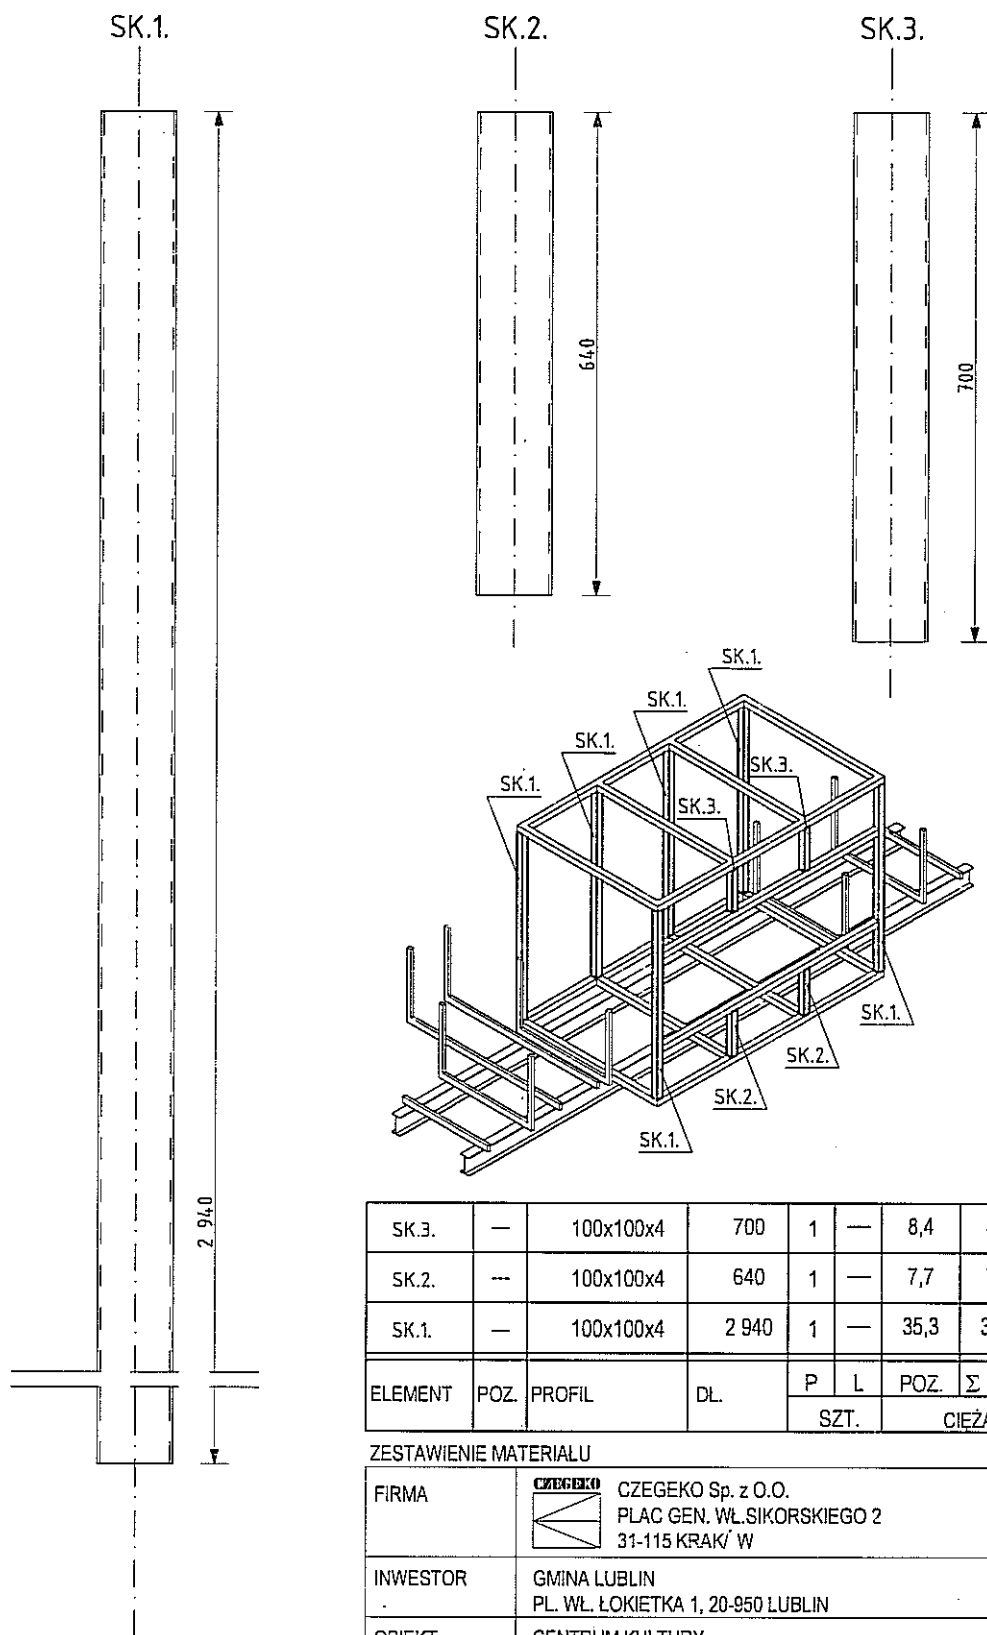 SK.1.
SK.2.
SK.3.
640
700
2 940
SK.1.
SK.1.
SK.1.
SK.1.
SK.3.
SK.3.
SK.1.
SK.2.
SK.2.
SK.1.
SK.3. — 100x100x4 700 1 — 8,4
SK.2. --- 100x100x4 640 1 — 7,7
SK.1. — 100x100x4 2 940 1 — 35,3 3
ELEMENT POZ. PROFIL DŁ. P L POZ. Σ
SZT.
ZESTAWIENIE MATERIAŁU
FIRMA
CZEGEKO
CZEGEKO Sp. z O.O.
PLAC GEN. WŁ.SIKORSKIEGO 2
31-115 KRAK/´ W
INWESTOR
GMINA LUBLIN
PL. WŁ. ŁOKIETKA 1, 20-950 LUBLIN